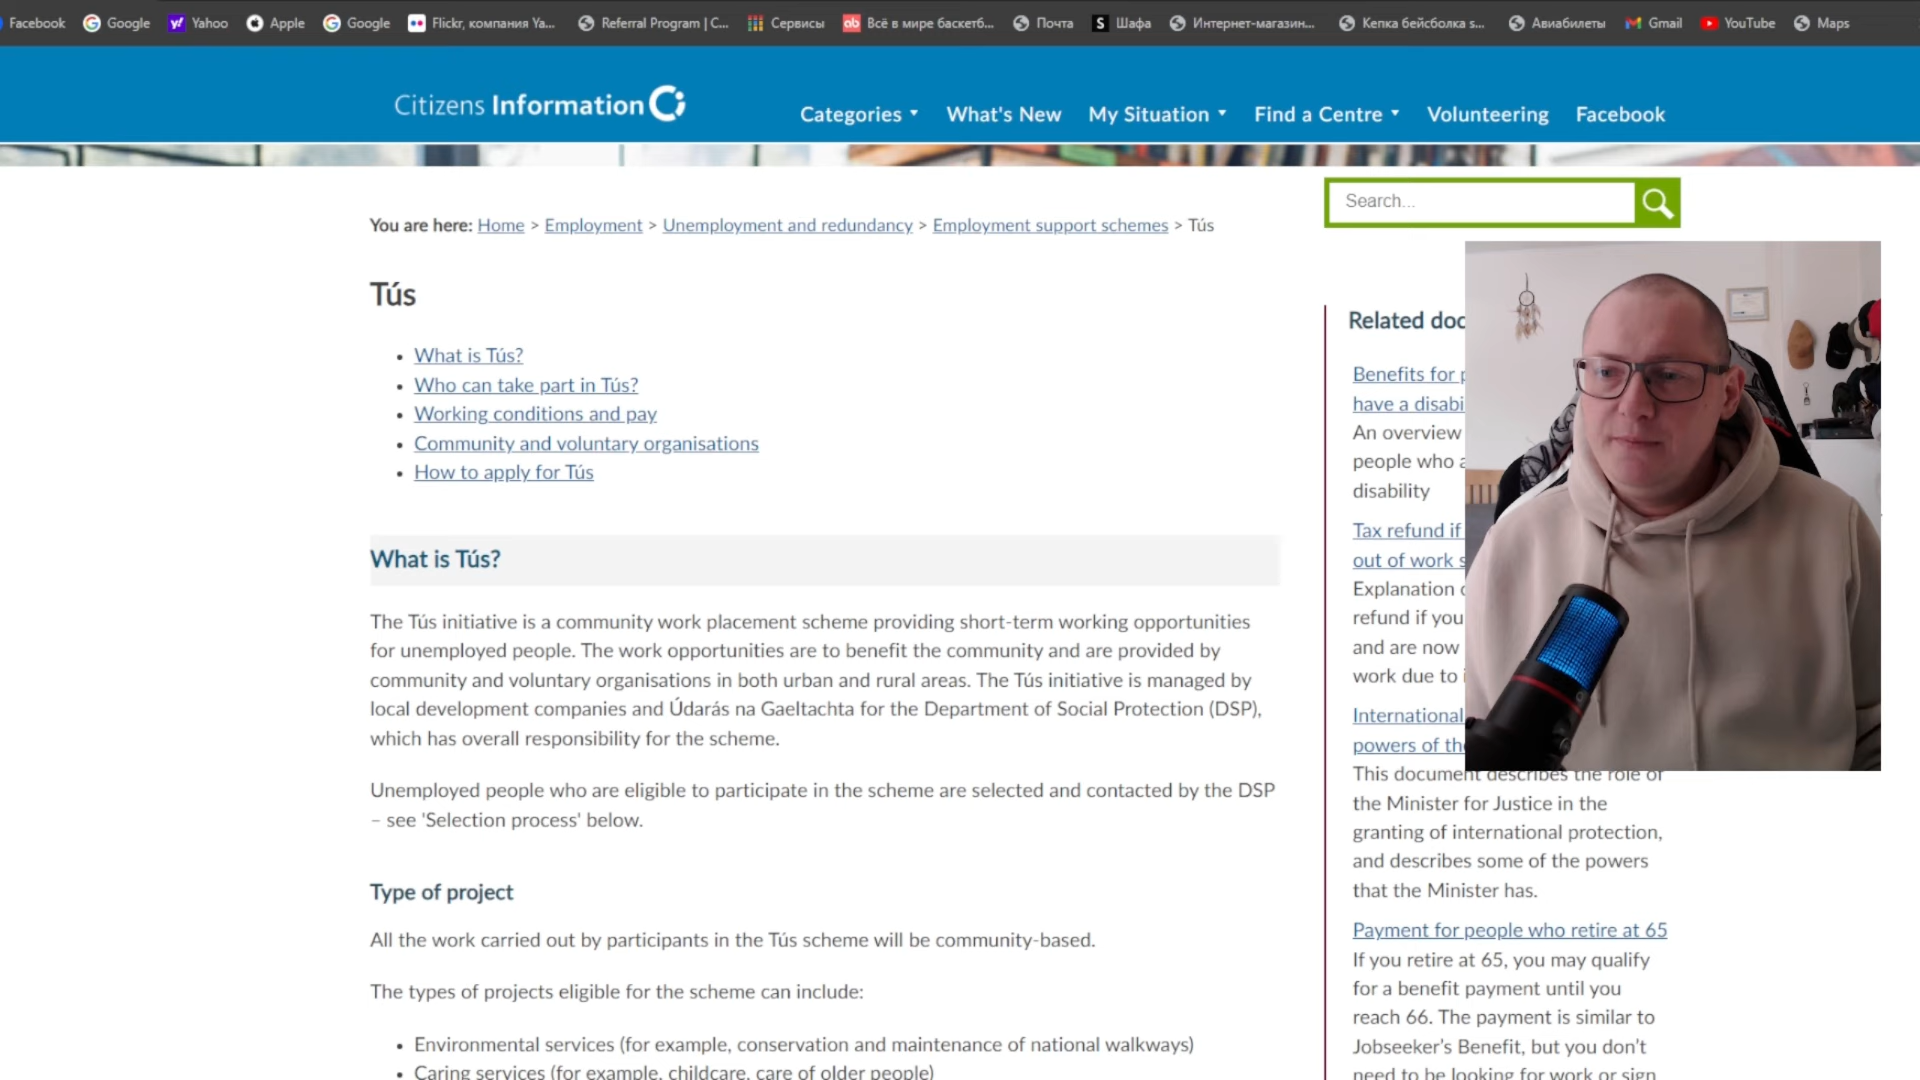 Facebook Google Yahoo Apple Google Flickr, компания Ya... Referral Program | C... Сервисы Всё в мире баскетб... Почта Шафа Интернет-магазин... Кепка бейсболка s... Авиабилеты Gmail YouTube Maps
Citizens Information
Categories What's New My Situation Find a Centre Volunteering Facebook
Search...
You are here: Home > Employment > Unemployment and redundancy > Employment support schemes > Tús
Tús
• What is Tús?
• Who can take part in Tús?
• Working conditions and pay
• Community and voluntary organisations
• How to apply for Tús
What is Tús?
The Tús initiative is a community work placement scheme providing short-term working opportunities
for unemployed people. The work opportunities are to benefit the community and are provided by
community and voluntary organisations in both urban and rural areas. The Tús initiative is managed by
local development companies and Údarás na Gaeltachta for the Department of Social Protection (DSP),
which has overall responsibility for the scheme.
Unemployed people who are eligible to participate in the scheme are selected and contacted by the DSP
– see 'Selection process' below.
Type of project
All the work carried out by participants in the Tús scheme will be community-based.
The types of projects eligible for the scheme can include:
• Environmental services (for example, conservation and maintenance of national walkways)
• Caring services (for example, childcare, care of older people)
Related doc
Benefits for p
have a disabi
An overview
people who a
disability
Tax refund if
out of work s
Explanation o
refund if you
and are now
work due to i
International
powers of the
This document describes the role of
the Minister for Justice in the
granting of international protection,
and describes some of the powers
that the Minister has.
Payment for people who retire at 65
If you retire at 65, you may qualify
for a benefit payment until you
reach 66. The payment is similar to
Jobseeker's Benefit, but you don't
need to be looking for work or sign